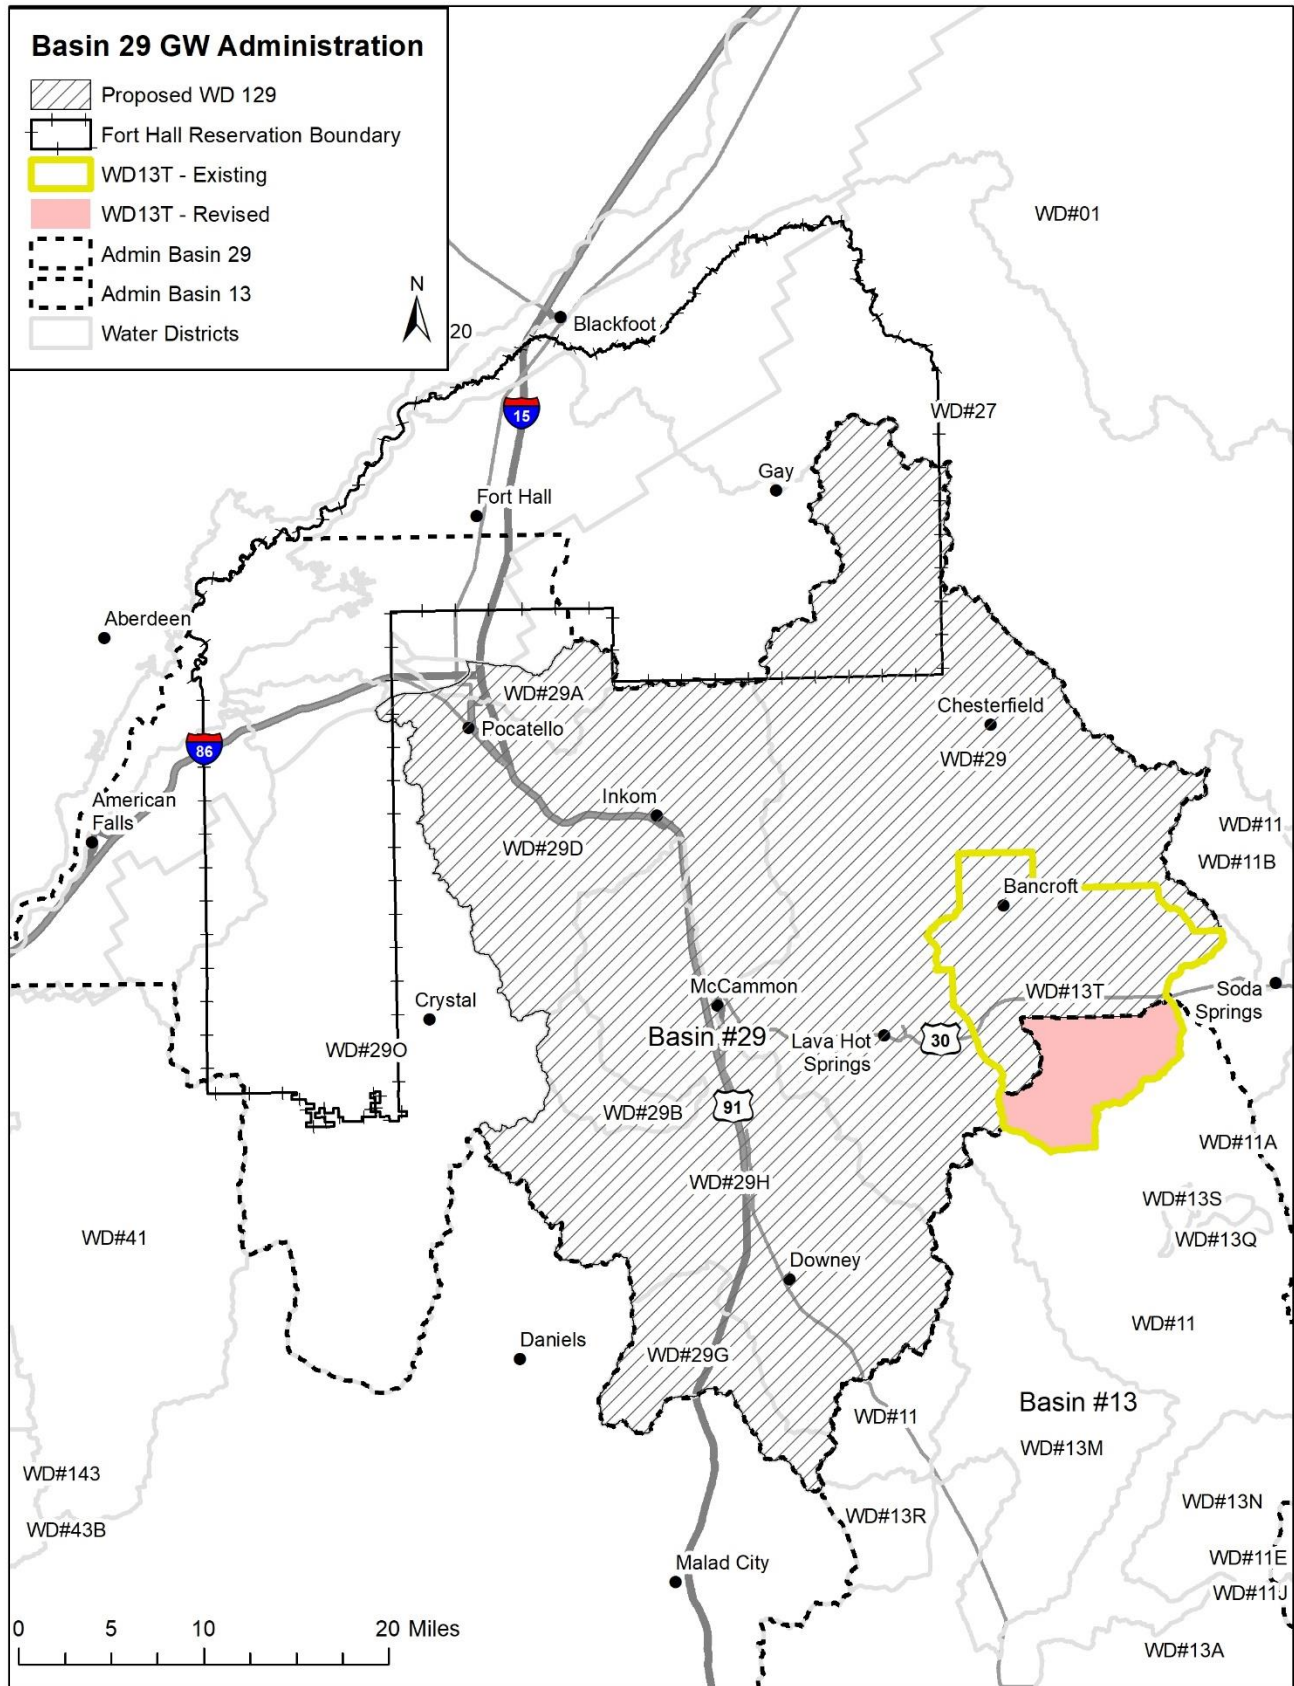 Basin 29 GW Administration
Proposed WD 129
Fort Hall Reservation Boundary
WD13T - Existing
WD13T - Revised
Admin Basin 29
Admin Basin 13
Water Districts
N
20
WD#01
Blackfoot
15
WD#27
Gay
Fort Hall
Aberdeen
WD#29A
Chesterfield
Pocatello
86
WD#29
American
Falls
Inkom
WD#11
WD#29D
WD#11B
Bancroft
McCammon
WD#13T
Soda
Springs
Crystal
Basin #29
Lava Hot
Springs
30
WD#29O
WD#29B
91
WD#11A
WD#29H
WD#13S
WD#41
WD#13Q
Downey
WD#11
Daniels
WD#29G
Basin #13
WD#11
WD#13M
WD#143
WD#13N
WD#13R
WD#43B
WD#11E
Malad City
WD#11J
0 5 10 20 Miles
WD#13A